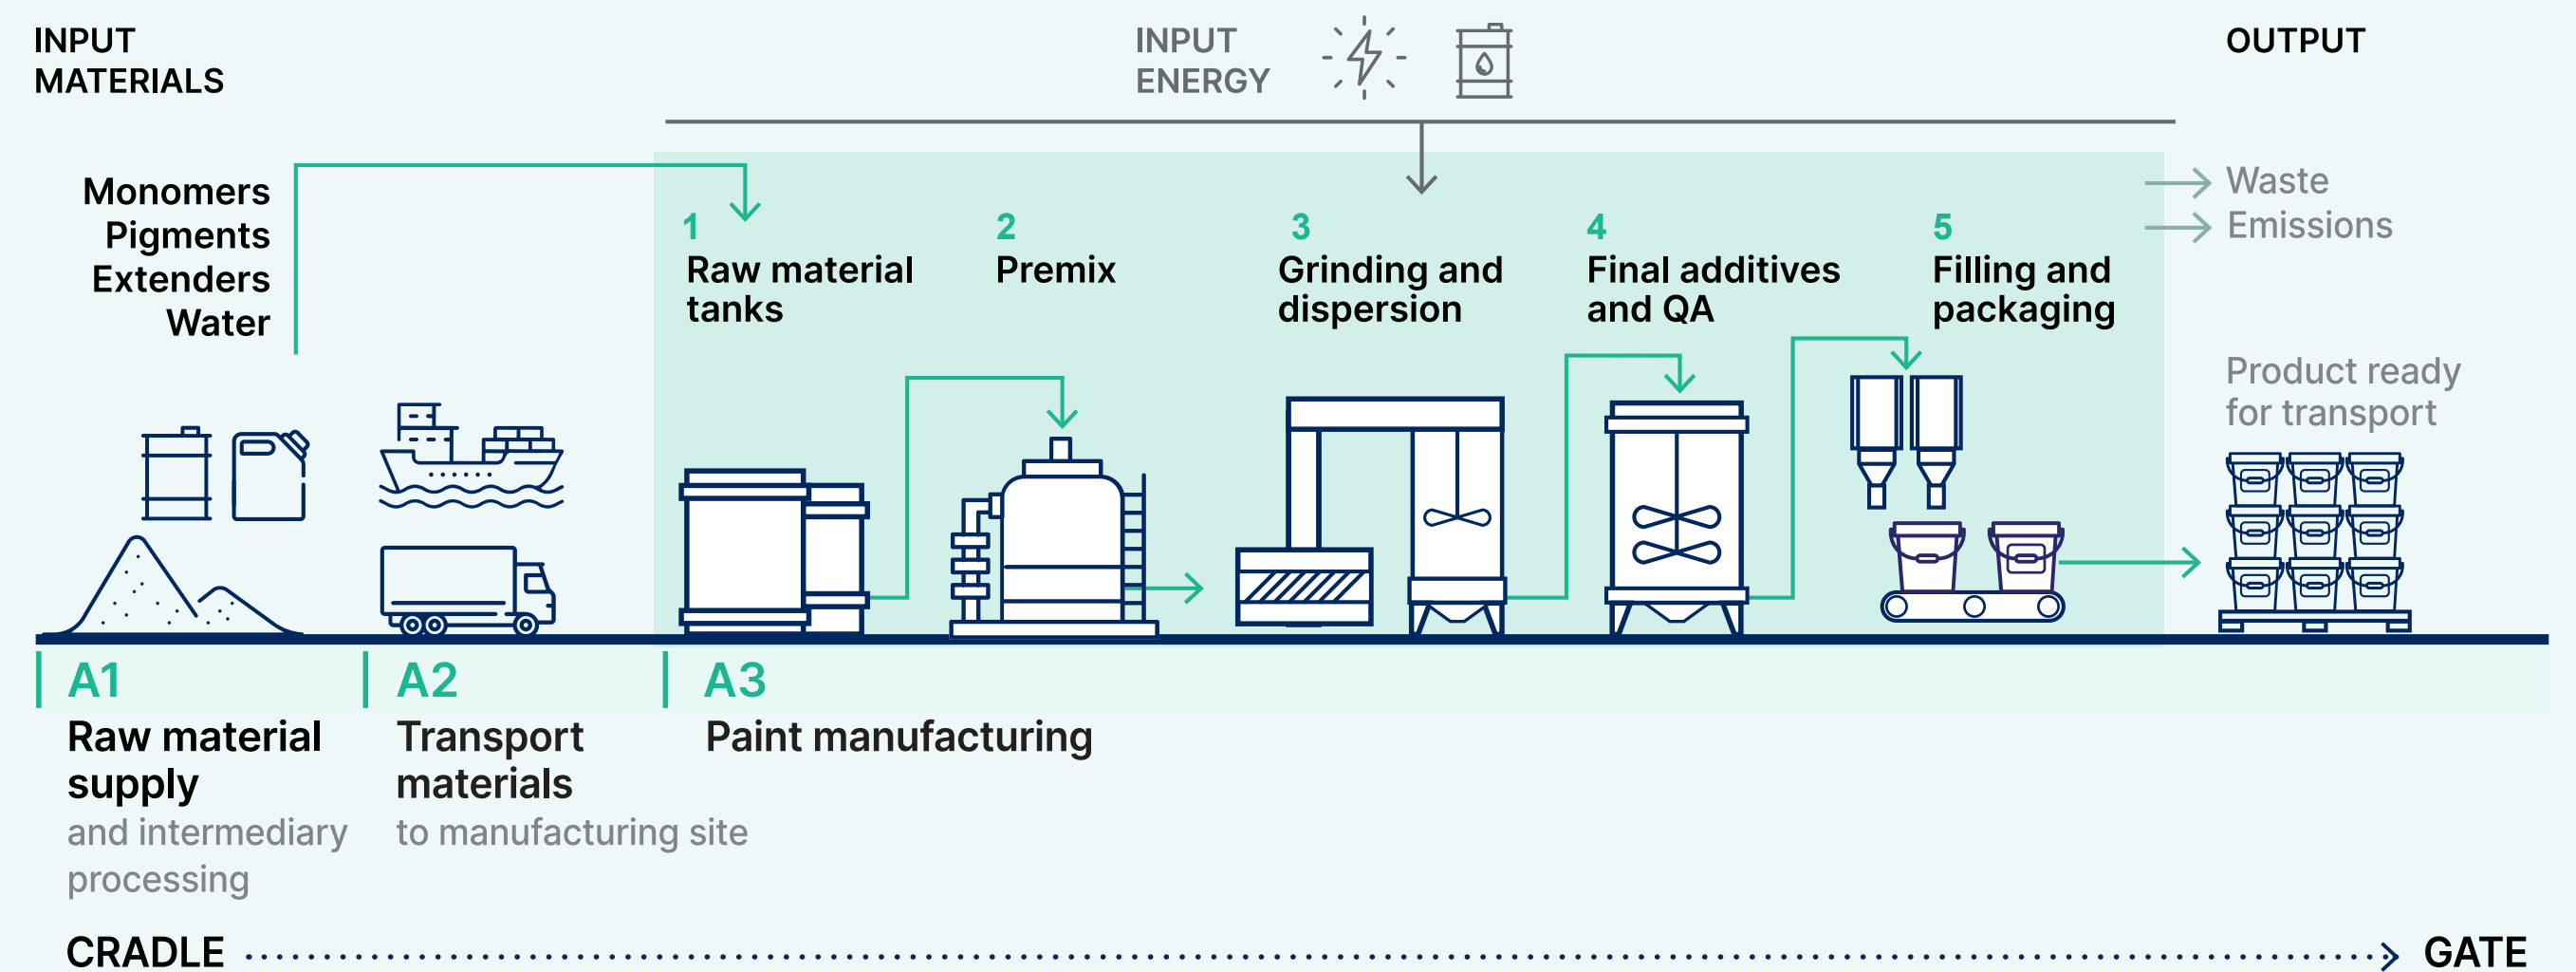 INPUT
MATERIALS
INPUT
ENERGY
OUTPUT
Monomers
Pigments
Extenders
Water
1
Raw material
tanks
2
Premix
3
Grinding and
dispersion
4
Final additives
and QA
5
Filling and
packaging
Waste
Emissions
Product ready
for transport
A1
Raw material
supply
and intermediary
processing
A2
Transport
materials
to manufacturing site
A3
Paint manufacturing
CRADLE
GATE